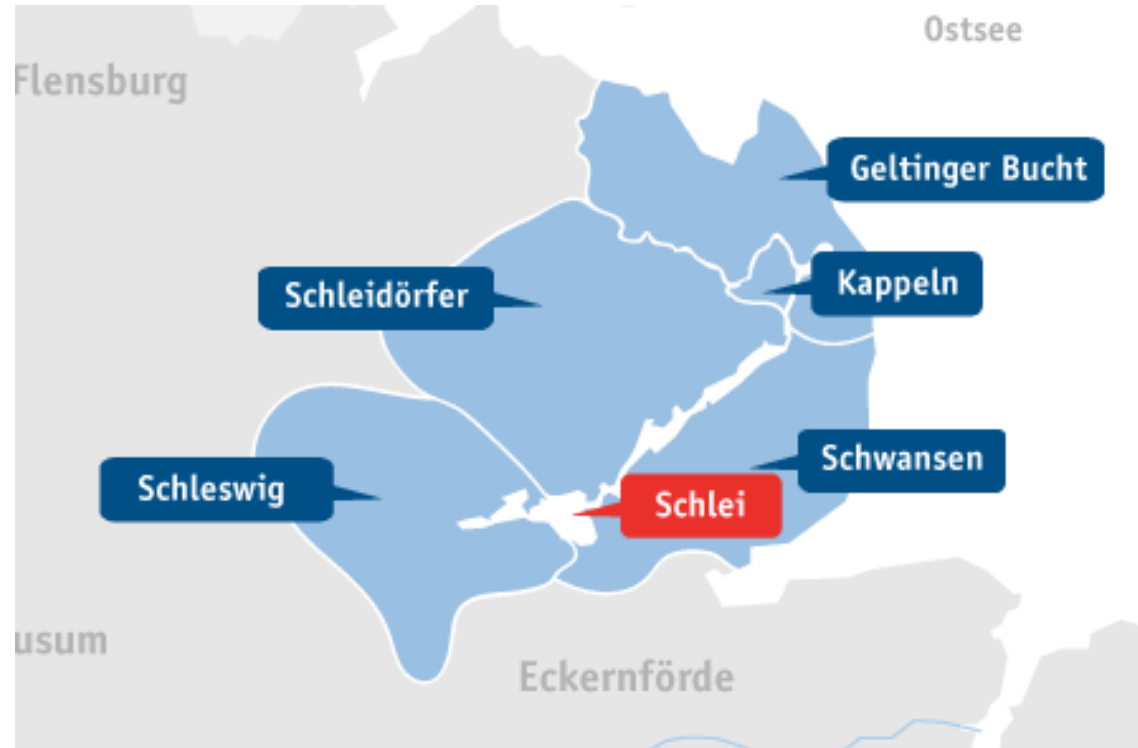 Ostsee
Flensburg
Geltinger Bucht
Kappeln
Schleidörfer
Schwansen
Schleswig
Schlei
usum
Eckernförde